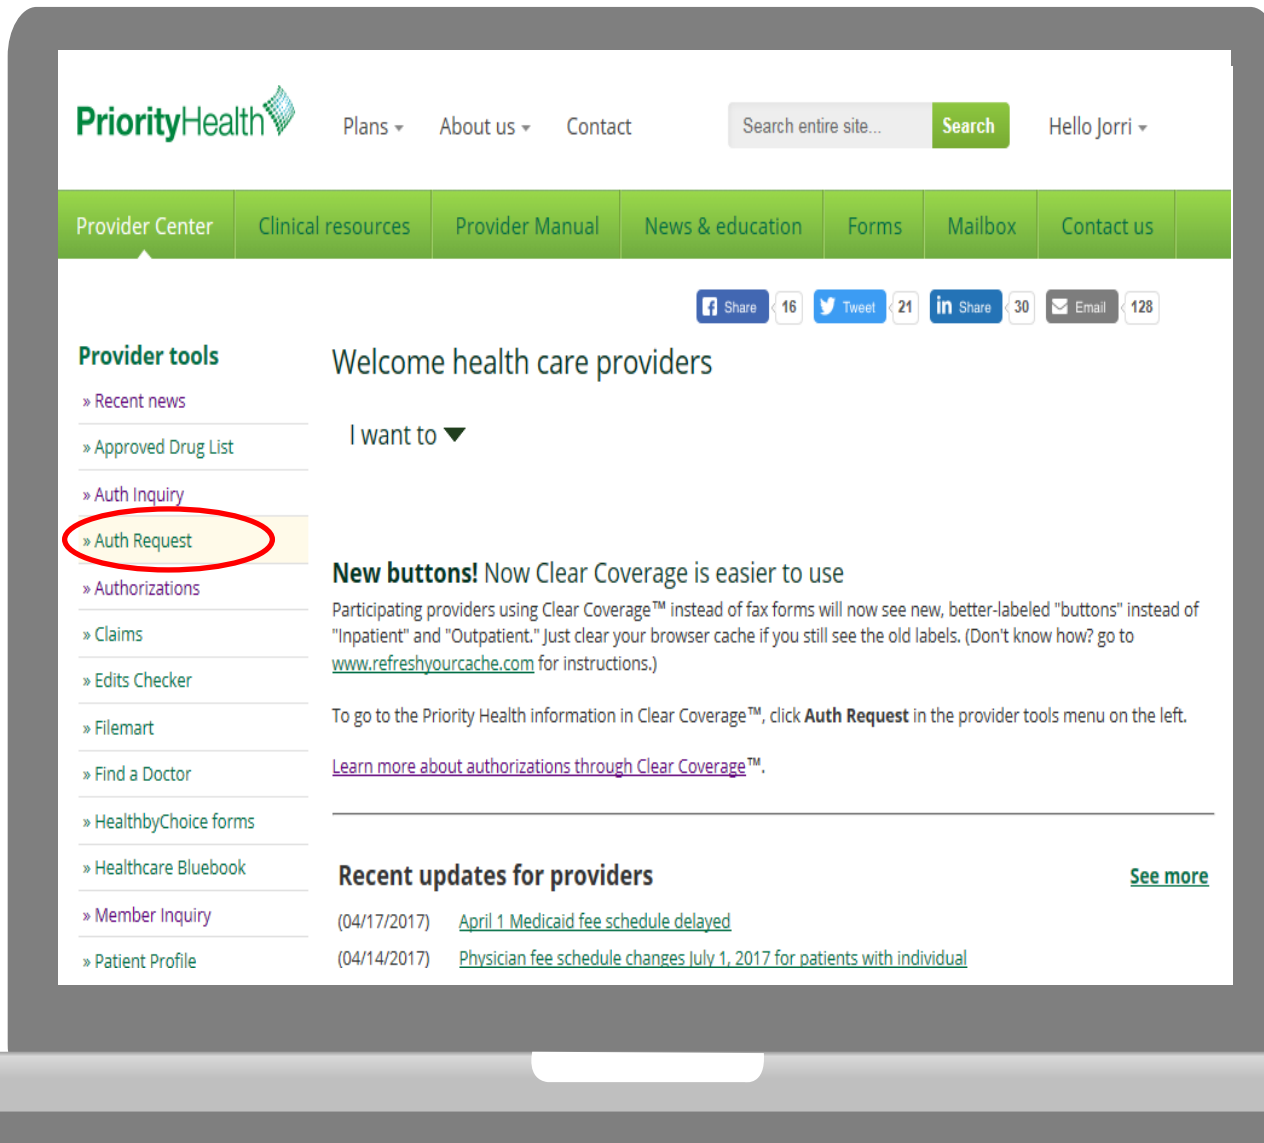 PriorityHealth
Plans
About us
Contact
Search entire site...
Search
Hello Jorri
Provider Center
Clinical resources
Provider Manual
News & education
Forms
Mailbox
Contact us
Share 16
Tweet 21
in Share 30
Email 128
Provider tools
» Recent news
» Approved Drug List
» Auth Inquiry
» Auth Request
» Authorizations
» Claims
» Edits Checker
» Filemart
» Find a Doctor
» HealthbyChoice forms
» Healthcare Bluebook
» Member Inquiry
» Patient Profile
Welcome health care providers
I want to
New buttons! Now Clear Coverage is easier to use
Participating providers using Clear Coverage™ instead of fax forms will now see new, better-labeled "buttons" instead of
"Inpatient" and "Outpatient." Just clear your browser cache if you still see the old labels. (Don't know how? go to
www.refreshyourcache.com for instructions.)
To go to the Priority Health information in Clear Coverage™, click Auth Request in the provider tools menu on the left.
Learn more about authorizations through Clear Coverage™.
Recent updates for providers
See more
(04/17/2017) April 1 Medicaid fee schedule delayed
(04/14/2017) Physician fee schedule changes July 1, 2017 for patients with individual